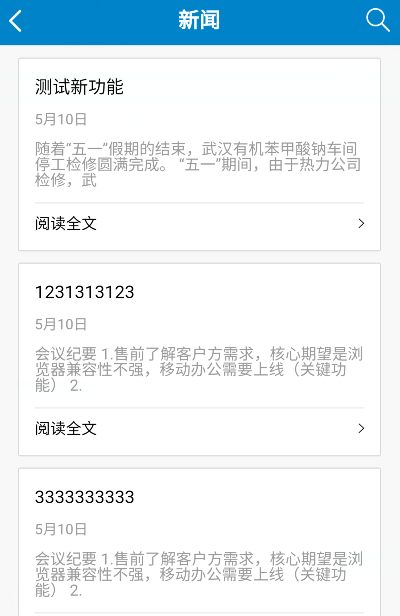 新闻
测试新功能
5月10日
随着“五一”假期的结束，武汉有机苯甲酸钠车间
停工检修圆满完成。 “五一”期间，由于热力公司
检修，武
阅读全文
1231313123
5月10日
会议纪要 1.售前了解客户方需求，核心期望是浏
览器兼容性不强，移动办公需要上线（关键功
能） 2.
阅读全文
3333333333
5月10日
会议纪要 1.售前了解客户方需求，核心期望是浏
览器兼容性不强，移动办公需要上线（关键功
能） 2.